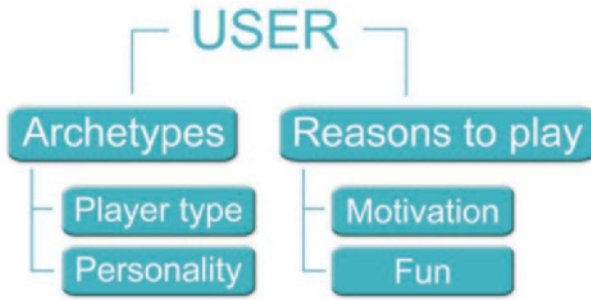 USER
Archetypes
Player type
Personality
Reasons to play
Motivation
Fun